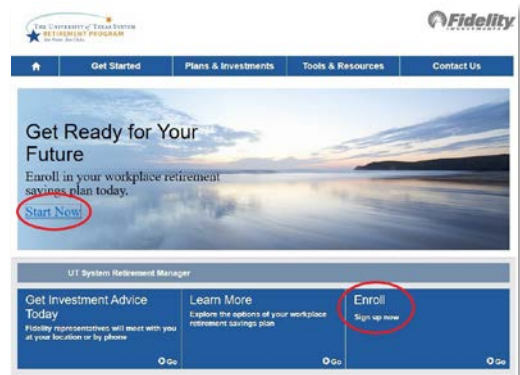 THE UNIVERSITY of TEXAS SYSTEM
RETIREMENT PROGRAM
Fidelity
INVESTMENTS
Get Started
Plans & Investments
Tools & Resources
Contact Us
Get Ready for Your
Future
Enroll in your workplace retirement
savings plan today.
Start Now
UT System Retirement Manager
Get Investment Advice
Today
Fidelity representatives will meet with you
at your location or by phone
Go
Learn More
Explore the options of your workplace
retirement savings plan
Go
Enroll
Sign up now
Go